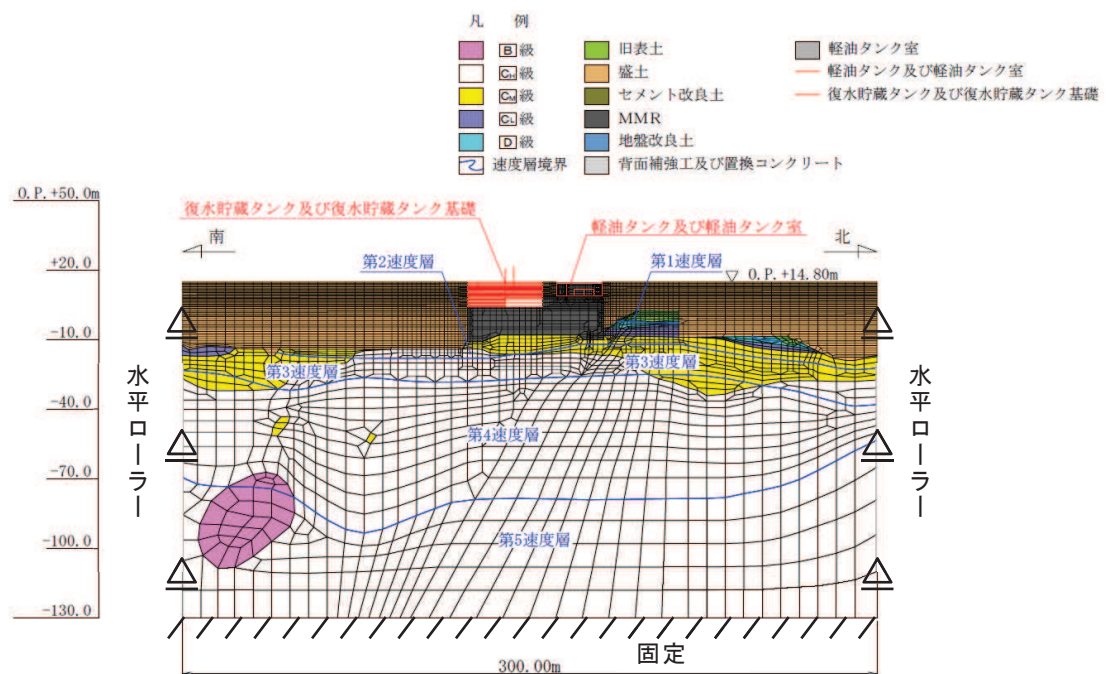 凡 例
B 級
CH 級
CM 級
CL 級
D 級
速度層境界
旧表土
盛土
セメント改良土
MMR
地盤改良土
背面補強工及び置換コンクリート
軽油タンク室
軽油タンク及び軽油タンク室
復水貯蔵タンク及び復水貯蔵タンク基礎
O.P.+50.0m
+20.0
-10.0
-40.0
-70.0
-100.0
-130.0
復水貯蔵タンク及び復水貯蔵タンク基礎
軽油タンク及び軽油タンク室
南
北
第2速度層
第1速度層
O.P.+14.80m
第3速度層
第3速度層
第4速度層
第5速度層
水平ローラー
水平ローラー
固定
300.00m